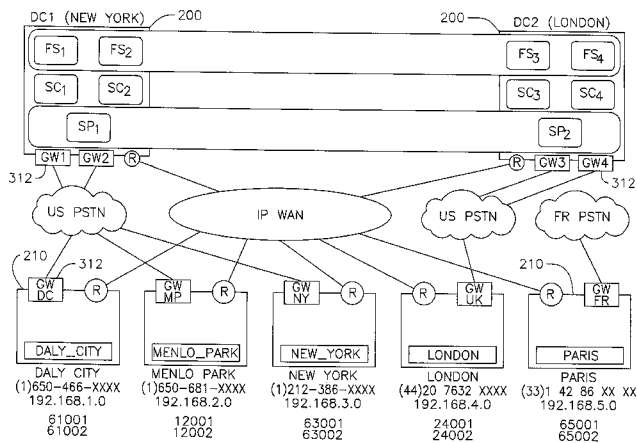 DC1 (NEW YORK) 200 200 DC2 (LONDON)
FS1 FS2 FS3 FS4
SC1 SC2 SC3 SC4
SP1 SP2
GW1 GW2 R R GW3 GW4
312 312
US PSTN IP WAN US PSTN FR PSTN
210 312 210
GW DC R GW MP R GW NY R R GW UK R GW FR
DALY_CITY MENLO_PARK NEW_YORK LONDON PARIS
DALY CITY MENLO PARK NEW YORK LONDON PARIS
(1)650-466-XXXX (1)650-681-XXXX (1)212-386-XXXX (44)20 7632 XXXX (33)1 42 86 XX XX
192.168.1.0 192.168.2.0 192.168.3.0 192.168.4.0 192.168.5.0
61001 12001 63001 24001 65001
61002 12002 63002 24002 65002